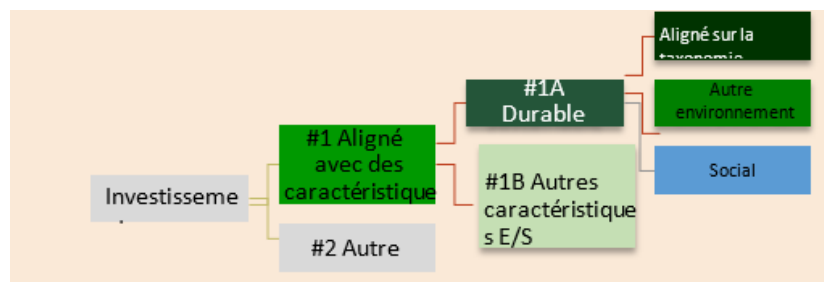 Investisseme
#1 Aligné
avec des
caractéristique
#2 Autre
#1A
Durable
#1B Autres
caractéristique
s E/S
Aligné sur la
taxonomie
Autre
environnement
Social